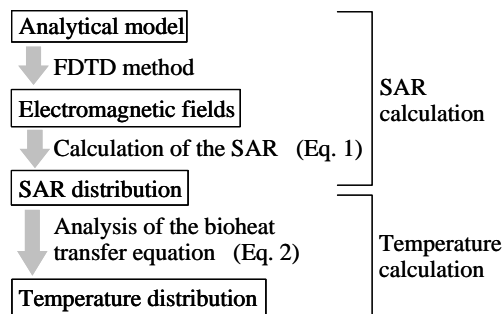 Analytical model
FDTD method
Electromagnetic fields
Calculation of the SAR (Eq. 1)
SAR distribution
Analysis of the bioheat
transfer equation (Eq. 2)
Temperature distribution
SAR
calculation
Temperature
calculation